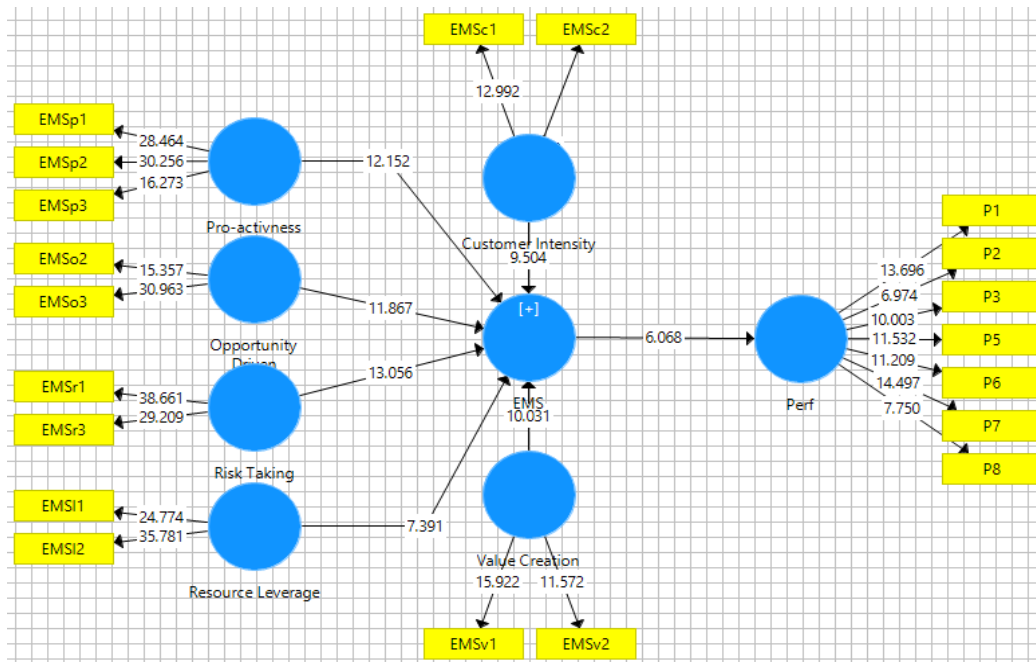 EMSc1
EMSc2
12.992
EMSp1
EMSp2
EMSp3
28.464
30.256
16.273
Pro-activness
12.152
Customer Intensity
9.504
EMSo2
EMSo3
15.357
30.963
Opportunity
Driven
11.867
[+]
EMS
6.068
Perf
P1
P2
P3
P5
P6
P7
P8
13.696
6.974
10.003
11.532
11.209
14.497
7.750
EMSr1
EMSr3
38.661
29.209
Risk Taking
13.056
10.031
EMSl1
EMSl2
24.774
35.781
Resource Leverage
7.391
Value Creation
15.922
11.572
EMSv1
EMSv2